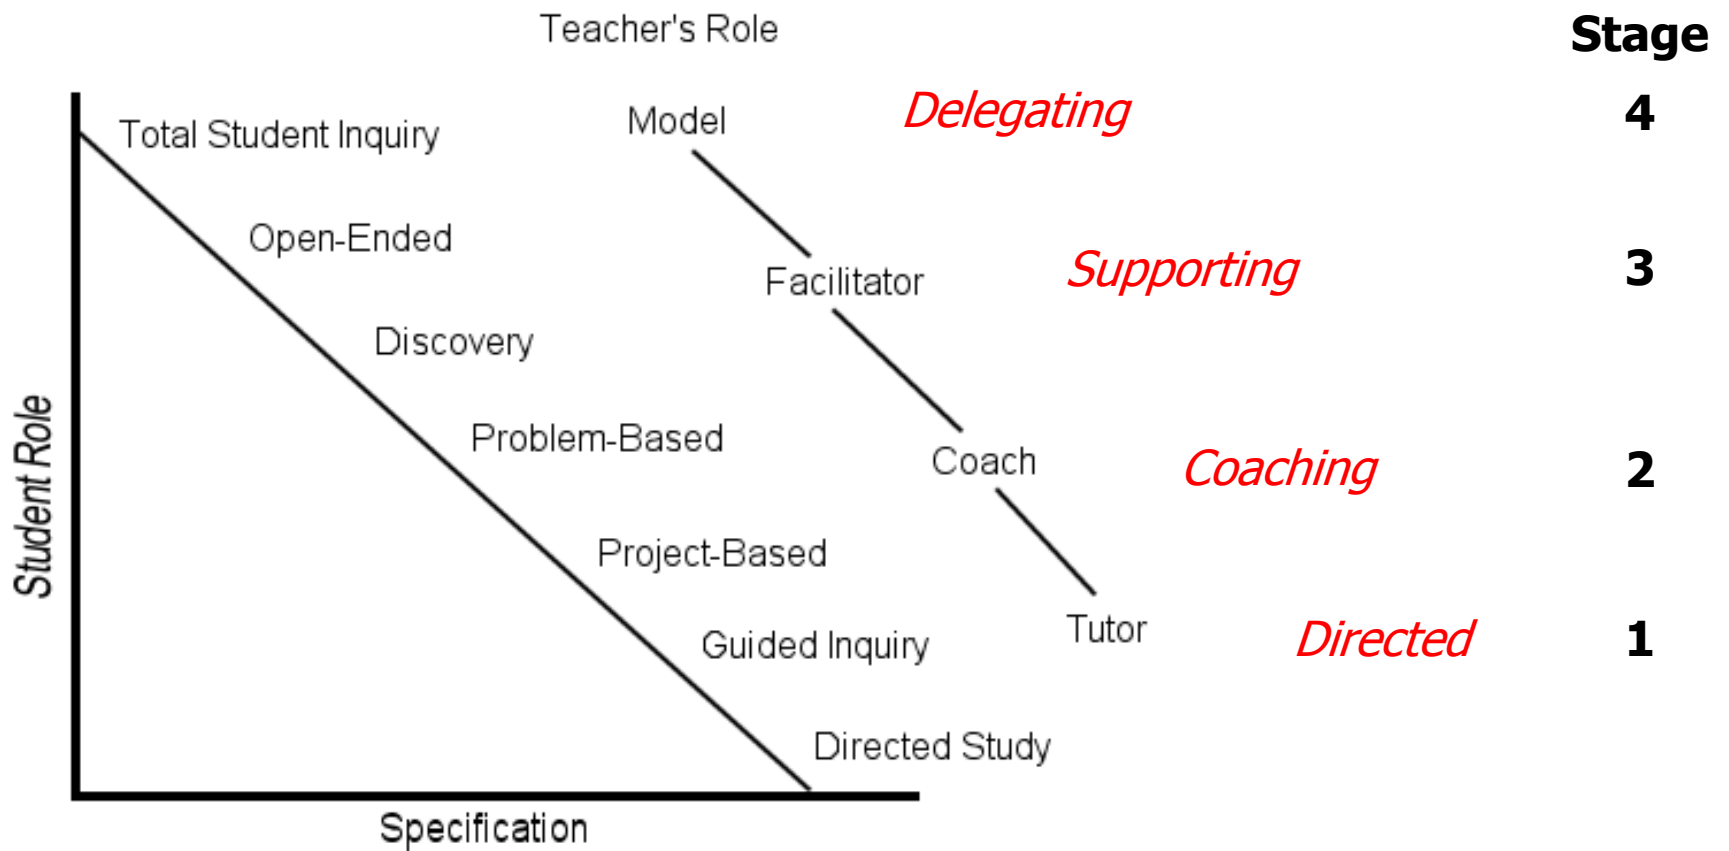 Teacher's Role
Stage
Total Student Inquiry
Model
Delegating
4
Open-Ended
Facilitator
Supporting
3
Discovery
Problem-Based
Coach
Coaching
2
Student Role
Project-Based
Tutor
Directed
1
Guided Inquiry
Directed Study
Specification